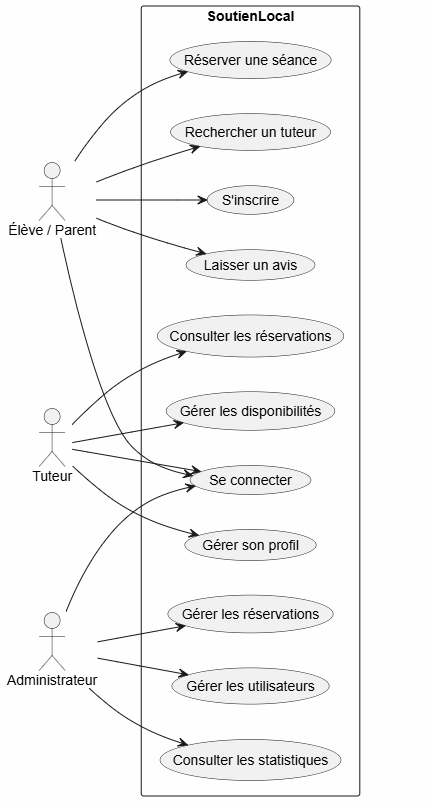 SoutienLocal
Réserver une séance
Rechercher un tuteur
S'inscrire
Élève / Parent
Laisser un avis
Consulter les réservations
Gérer les disponibilités
Tuteur
Se connecter
Gérer son profil
Gérer les réservations
Administrateur
Gérer les utilisateurs
Consulter les statistiques